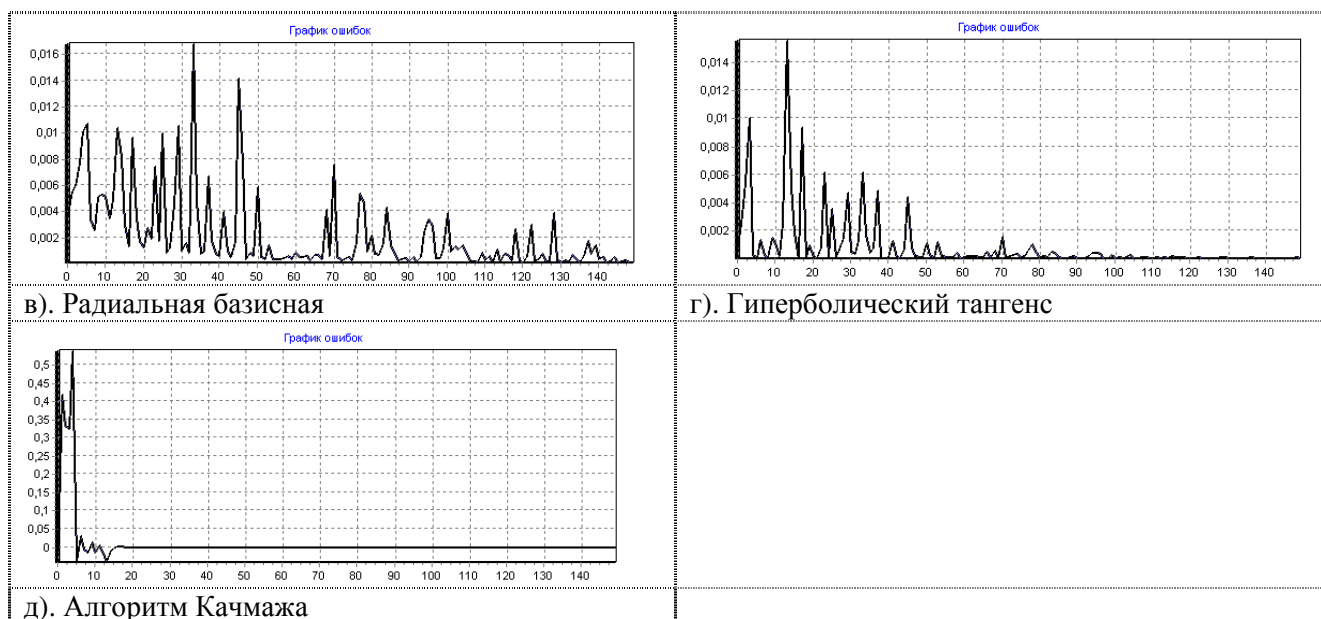 График ошибок
0,016
0,014
0,012
0,01
0,008
0,006
0,004
0,002
0 10 20 30 40 50 60 70 80 90 100 110 120 130 140
в). Радиальная базисная
График ошибок
0,014
0,012
0,01
0,008
0,006
0,004
0,002
0 10 20 30 40 50 60 70 80 90 100 110 120 130 140
г). Гиперболический тангенс
График ошибок
0,5
0,45
0,4
0,35
0,3
0,25
0,2
0,15
0,1
0,05
0
0 10 20 30 40 50 60 70 80 90 100 110 120 130 140
д). Алгоритм Качмажа